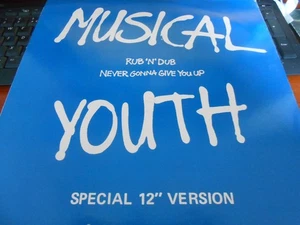 MUSICAL
RUB 'N' DUB
NEVER GONNA GIVE YOU UP
YOUTH
SPECIAL 12" VERSION